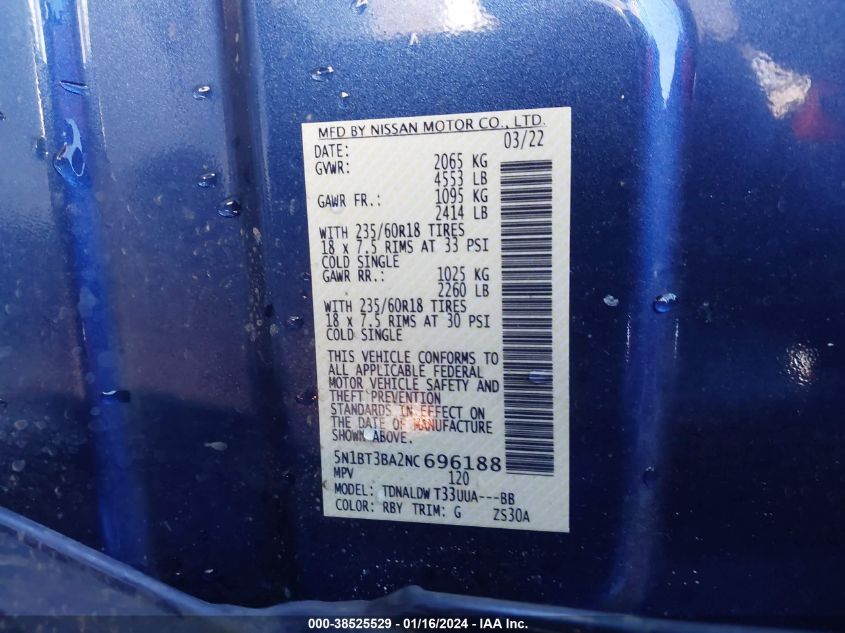 MFD BY NISSAN MOTOR CO., LTD.
DATE: 03/22
GVWR: 2065 KG
4553 LB
GAWR FR.: 1095 KG
2414 LB
WITH 235/60R18 TIRES
18 x 7.5 RIMS AT 33 PSI
COLD SINGLE
GAWR RR.: 1025 KG
2260 LB
WITH 235/60R18 TIRES
18 x 7.5 RIMS AT 30 PSI
COLD SINGLE
THIS VEHICLE CONFORMS TO
ALL APPLICABLE FEDERAL
MOTOR VEHICLE SAFETY AND
THEFT PREVENTION
STANDARDS IN EFFECT ON
THE DATE OF MANUFACTURE
SHOWN ABOVE.
5N1BT3BA2NC696188
MPV 120
MODEL: TDNALDW T33UUA---BB
COLOR: RBY TRIM: G ZS30A
000-38525529 - 01/16/2024 - IAA Inc.